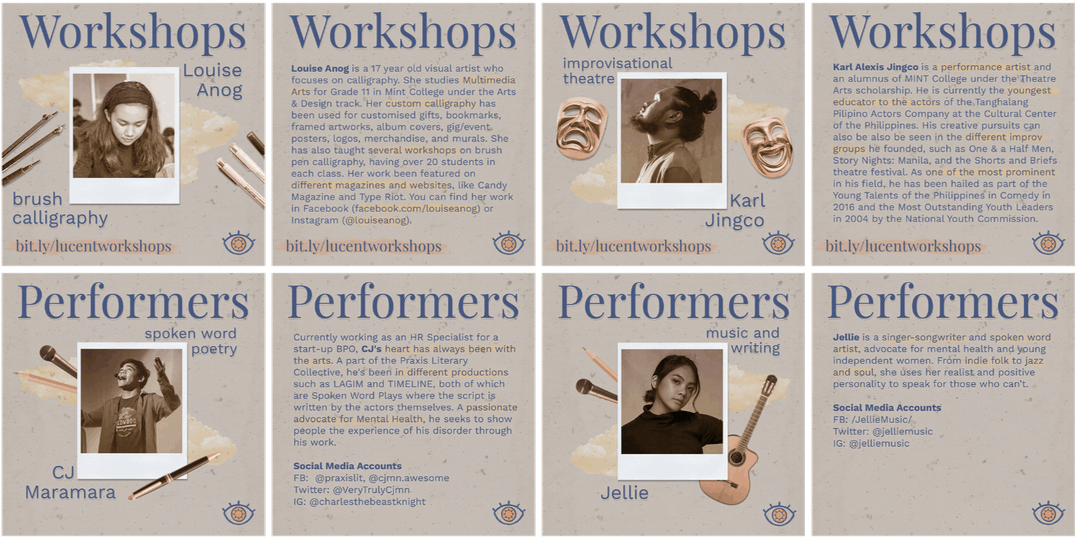 Workshops
Louise
Anog
brush
calligraphy
bit.ly/lucentworkshops
Workshops
Louise Anog is a 17 year old visual artist who
focuses on calligraphy. She studies Multimedia
Arts for Grade 11 in Mint College under the Arts
& Design track. Her custom calligraphy has
been used for customised gifts, bookmarks,
framed artworks, album covers, gig/event
posters, logos, merchandise, and murals. She
has also taught several workshops on brush
pen calligraphy, having over 20 students in
each class. Her work been featured on
different magazines and websites, like Candy
Magazine and Type Riot. You can find her work
in Facebook (facebook.com/louiseanog) or
Instagram (@louiseanog).
bit.ly/lucentworkshops
Workshops
improvisational
theatre
Karl
Jingco
bit.ly/lucentworkshops
Workshops
Karl Alexis Jingco is a performance artist and
an alumnus of MINT College under the Theatre
Arts scholarship. He is currently the youngest
educator to the actors of the Tanghalang
Pilipino Actors Company at the Cultural Center
of the Philippines. His creative pursuits can
also be also be seen in the different improv
groups he founded, such as One & a Half Men,
Story Nights: Manila, and the Shorts and Briefs
theatre festival. As one of the most prominent
in his field, he has been hailed as part of the
Young Talents of the Philippines in Comedy in
2016 and the Most Outstanding Youth Leaders
in 2004 by the National Youth Commission.
bit.ly/lucentworkshops
Performers
spoken word
poetry
CJ
Maramara
Performers
Currently working as an HR Specialist for a
start-up BPO, CJ's heart has always been with
the arts. A part of the Praxis Literary
Collective, he's been in different productions
such as LAGIM and TIMELINE, both of which
are Spoken Word Plays where the script is
written by the actors themselves. A passionate
advocate for Mental Health, he seeks to show
people the experience of his disorder through
his work.
Social Media Accounts
FB: @praxislit, @cjmn.awesome
Twitter: @VeryTrulyCjmn
IG: @charlesthebeastknight
Performers
music and
writing
Jellie
Performers
Jellie is a singer-songwriter and spoken word
artist, advocate for mental health and young
independent women. From indie folk to jazz
and soul, she uses her realist and positive
personality to speak for those who can't.
Social Media Accounts
FB: /JellieMusic/
Twitter: @jelliemusic
IG: @jelliemusic